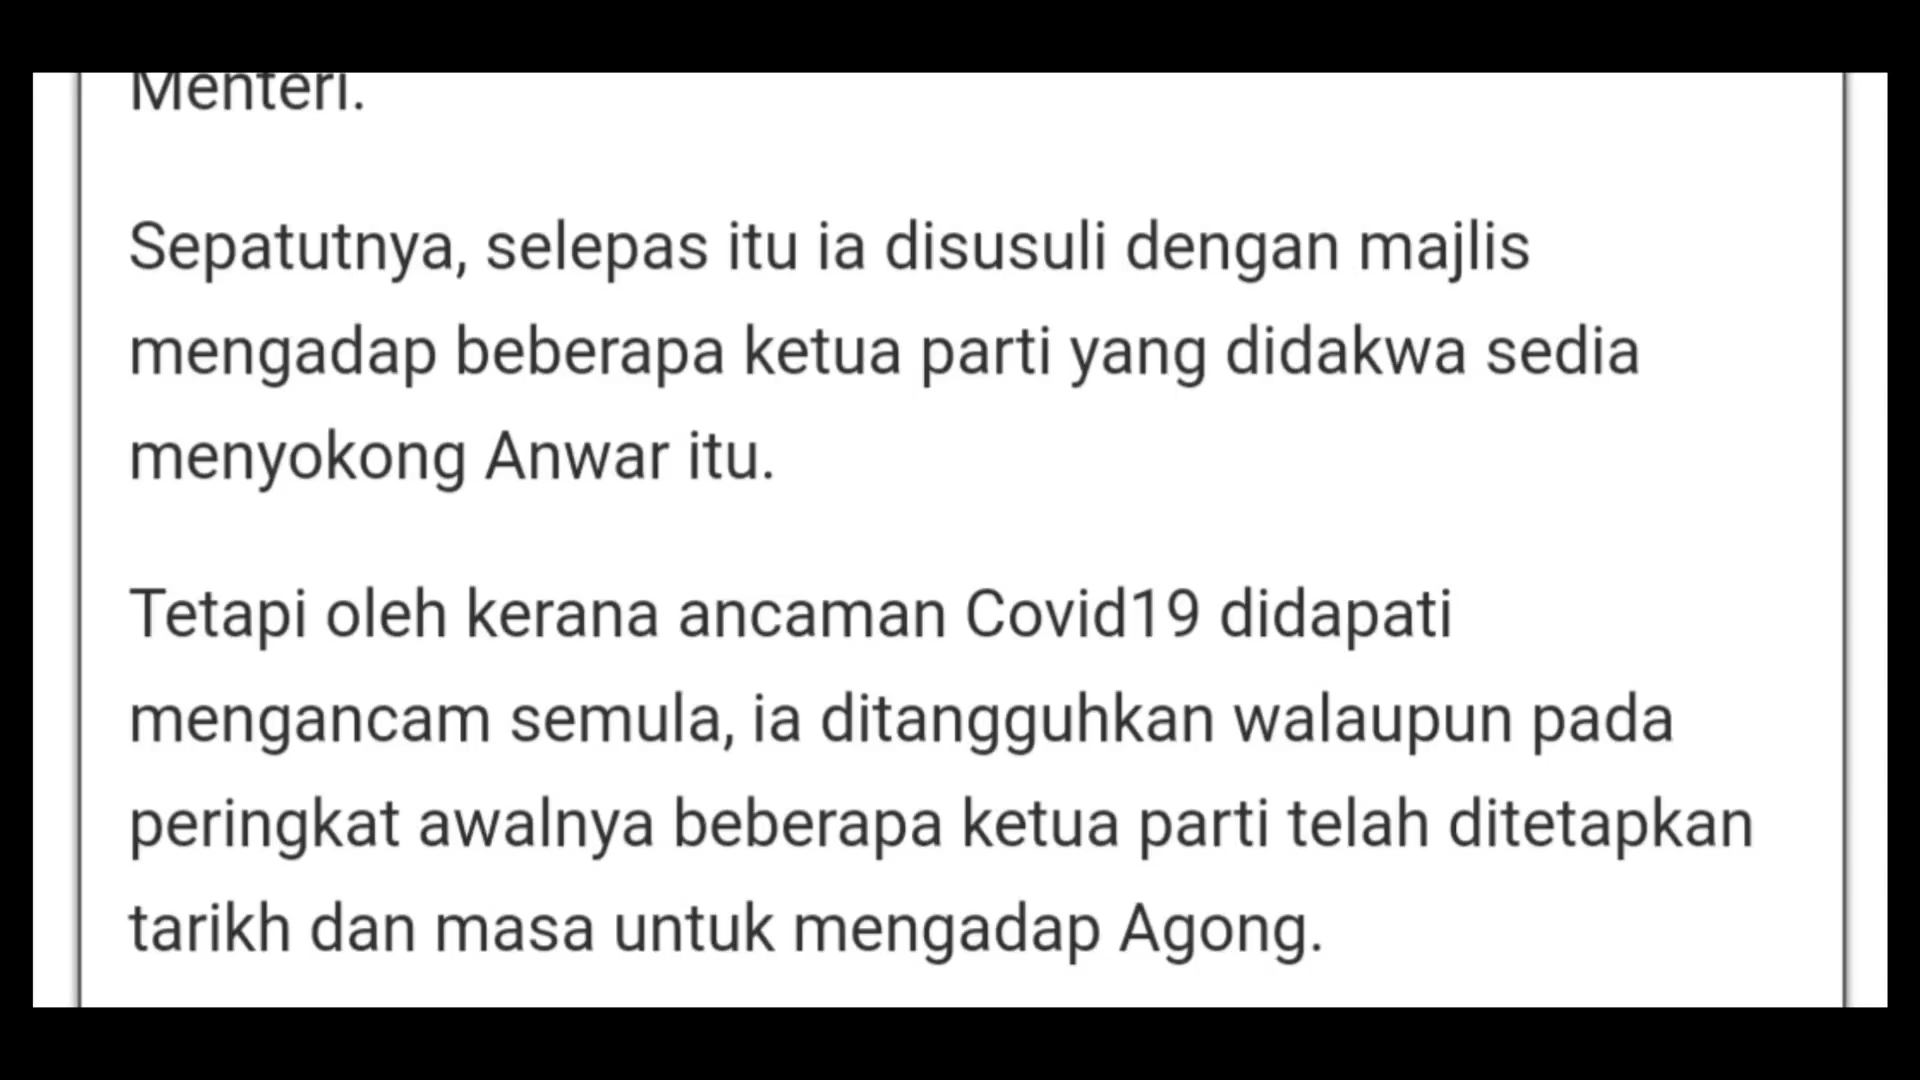 Menteri.
Sepatutnya, selepas itu ia disusuli dengan majlis
mengadap beberapa ketua parti yang didakwa sedia
menyokong Anwar itu.
Tetapi oleh kerana ancaman Covid19 didapati
mengancam semula, ia ditangguhkan walaupun pada
peringkat awalnya beberapa ketua parti telah ditetapkan
tarikh dan masa untuk mengadap Agong.